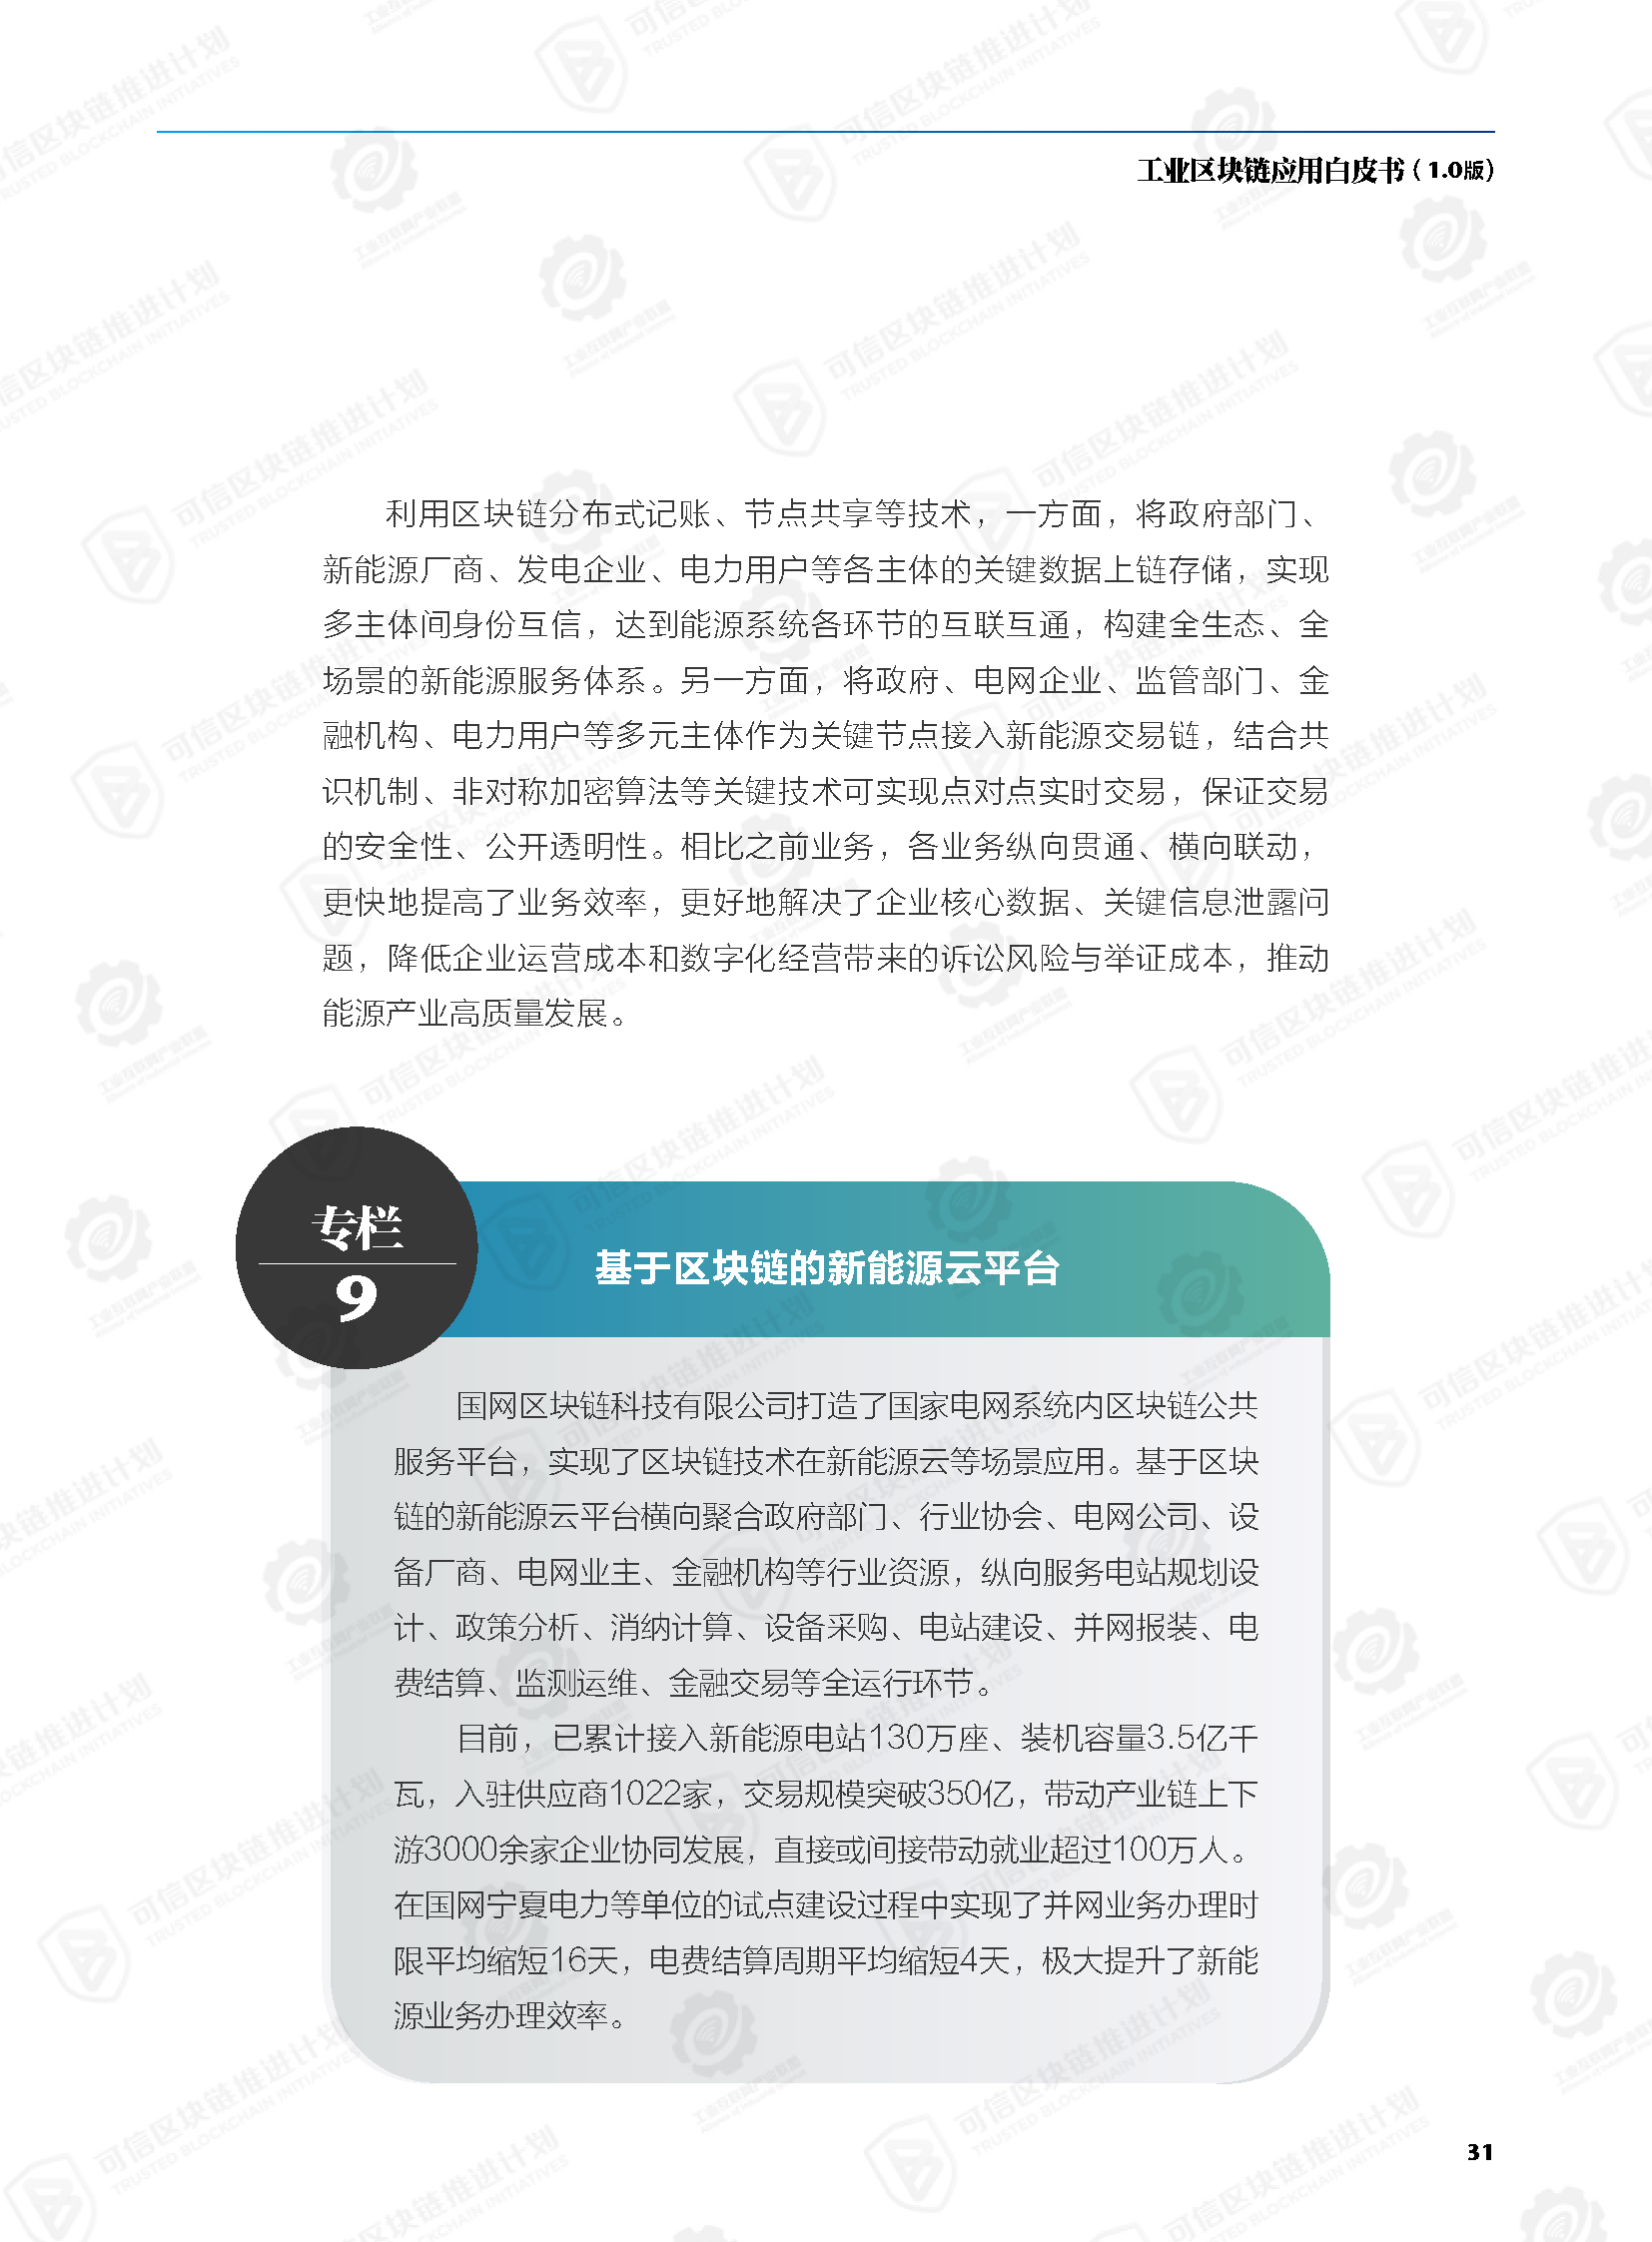 工业区块链应用白皮书（1.0版）
利用区块链分布式记账、节点共享等技术，一方面，将政府部门、
新能源厂商、发电企业、电力用户等各主体的关键数据上链存储，实现
多主体间身份互信，达到能源系统各环节的互联互通，构建全生态、全
场景的新能源服务体系。另一方面，将政府、电网企业、监管部门、金
融机构、电力用户等多元主体作为关键节点接入新能源交易链，结合共
识机制、非对称加密算法等关键技术可实现点对点实时交易，保证交易
的安全性、公开透明性。相比之前业务，各业务纵向贯通、横向联动，
更快地提高了业务效率，更好地解决了企业核心数据、关键信息泄露问
题，降低企业运营成本和数字化经营带来的诉讼风险与举证成本，推动
能源产业高质量发展。
专栏
9
基于区块链的新能源云平台
国网区块链科技有限公司打造了国家电网系统内区块链公共
服务平台，实现了区块链技术在新能源云等场景应用。基于区块
链的新能源云平台横向聚合政府部门、行业协会、电网公司、设
备厂商、电网业主、金融机构等行业资源，纵向服务电站规划设
计、政策分析、消纳计算、设备采购、电站建设、并网报装、电
费结算、监测运维、金融交易等全运行环节。
目前，已累计接入新能源电站130万座、装机容量3.5亿千
瓦，入驻供应商1022家，交易规模突破350亿，带动产业链上下
游3000余家企业协同发展，直接或间接带动就业超过100万人。
在国网宁夏电力等单位的试点建设过程中实现了并网业务办理时
限平均缩短16天，电费结算周期平均缩短4天，极大提升了新能
源业务办理效率。
31
可信区块链推进计划
TRUSTED BLOCKCHAIN INITIATIVES
工业互联网产业联盟